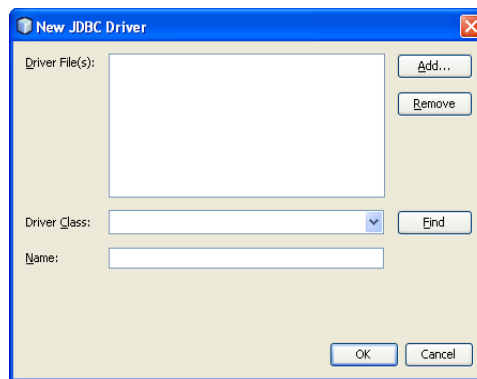 New JDBC Driver
Driver File(s):
Add...
Remove
Driver Class:
Find
Name:
OK
Cancel